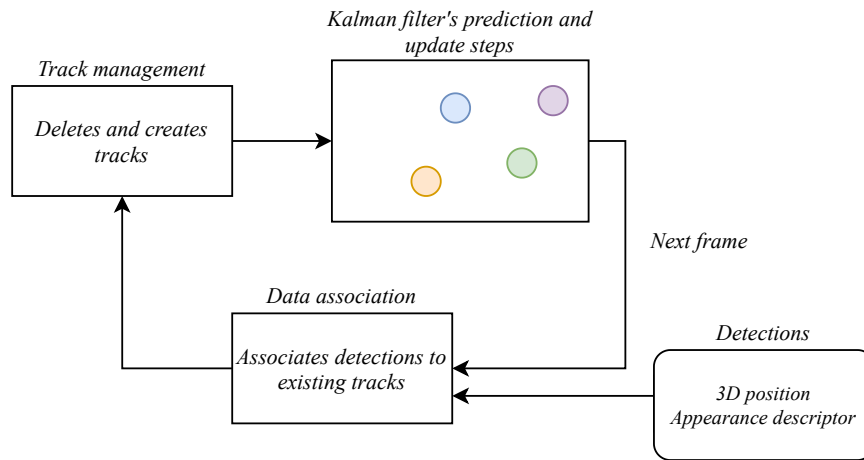 Kalman filter's prediction and
update steps
Track management
Deletes and creates
tracks
Next frame
Data association
Associates detections to
existing tracks
Detections
3D position
Appearance descriptor